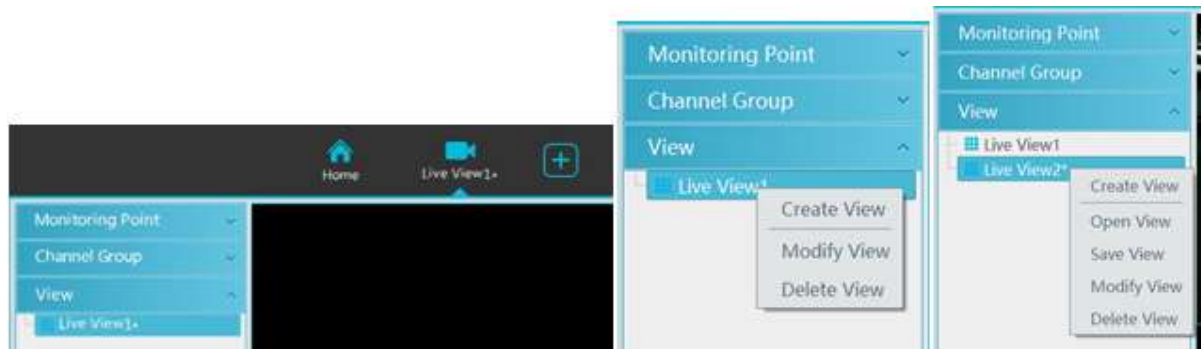 Home
Live View1*
Monitoring Point
Channel Group
View
Live View1*
Monitoring Point
Channel Group
View
Live View1
Create View
Modify View
Delete View
Monitoring Point
Channel Group
View
Live View1
Live View2*
Create View
Open View
Save View
Modify View
Delete View